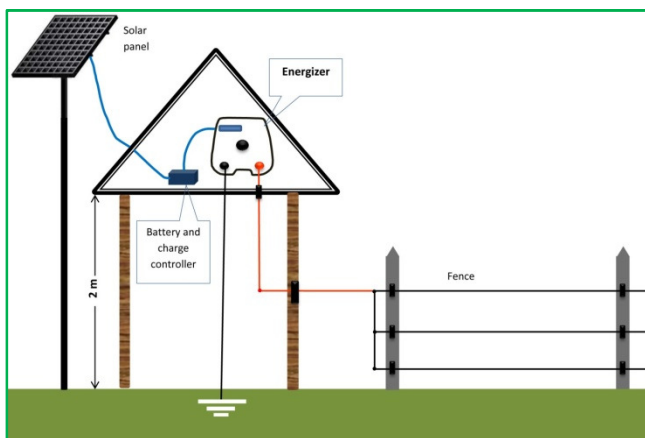 Solar
panel
Energizer
Battery and
charge
controller
2 m
Fence